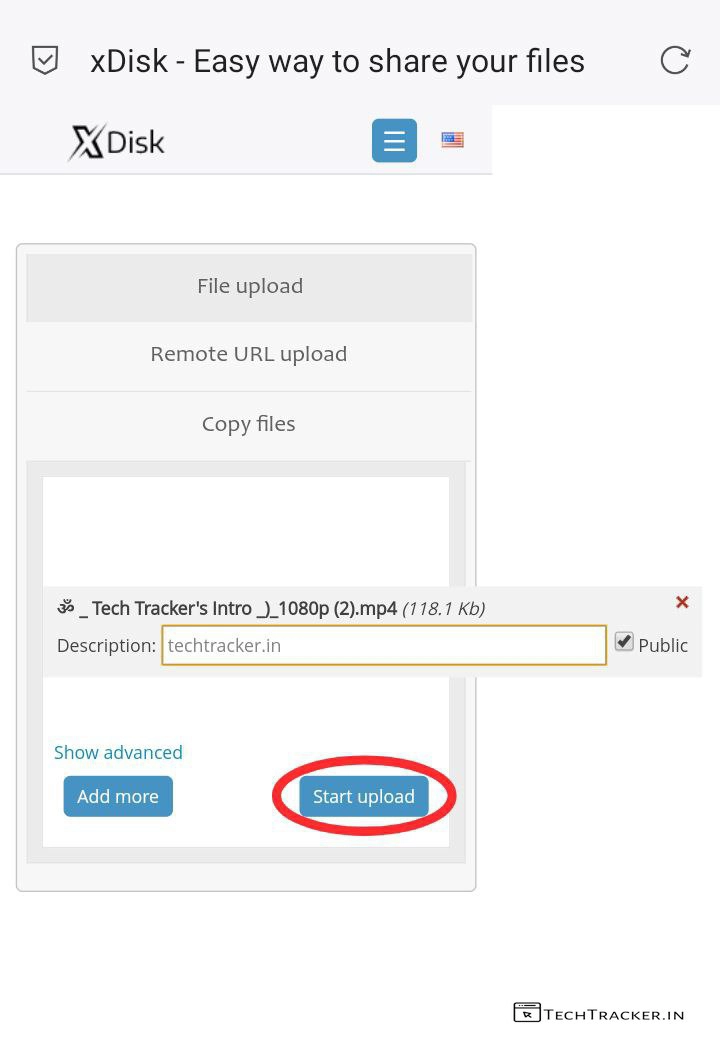 xDisk - Easy way to share your files
XDisk
File upload
Remote URL upload
Copy files
ॐ _ Tech Tracker's Intro _)_1080p (2).mp4 (118.1 Kb)
Description: techtracker.in Public
Show advanced
Add more Start upload
TECHTRACKER.IN